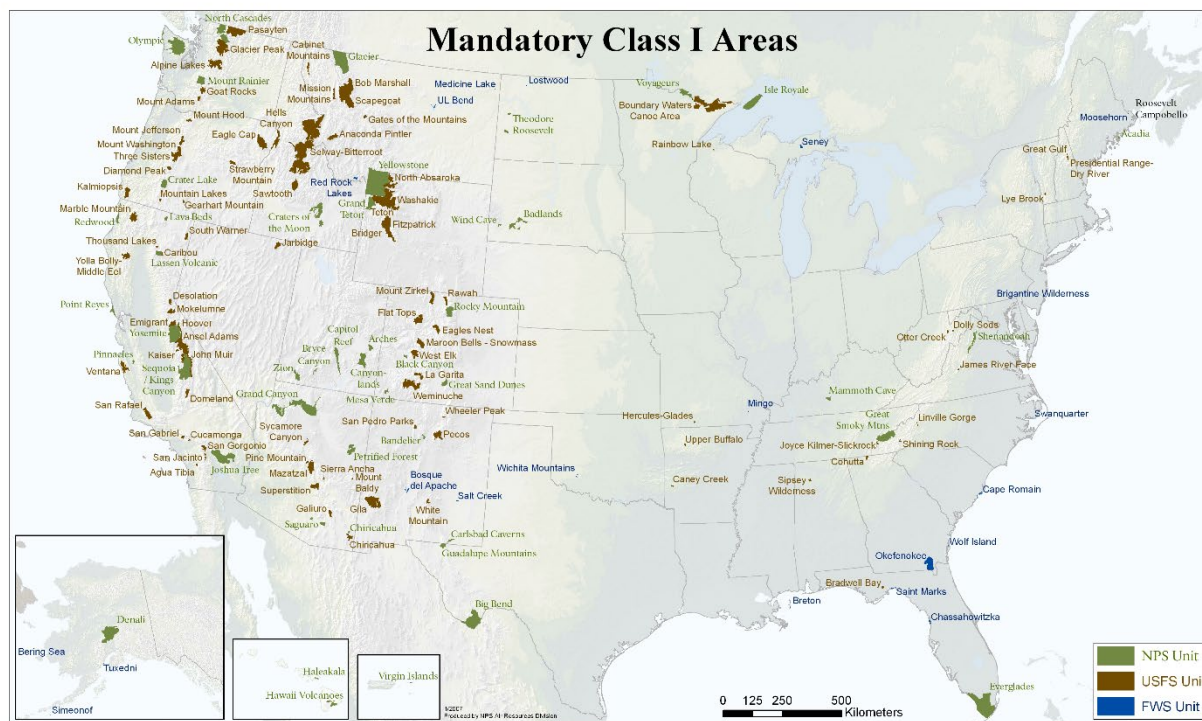 Mandatory Class I Areas
North Cascades
Pasayten
Olympic
Glacier Peak
Alpine Lakes
Cabinet
Mountains
Glacier
Mount Rainier
Goat Rocks
Mount Adams
Mission
Mountains
Bob Marshall
Scapegoat
Medicine Lake
Lostwood
UL Bend
Voyageurs
Isle Royale
Boundary Waters
Canoe Area
Rainbow Lake
Seney
Roosevelt
Campobello
Moosehorn
Acadia
Great Gulf
Presidential Range-
Dry River
Lye Brook
Mount Hood
Hells
Canyon
Gates of the Mountains
Theodore
Roosevelt
Mount Jefferson
Eagle Cap
Anaconda Pintler
Mount Washington
Three Sisters
Selway-Bitterroot
Diamond Peak
Strawberry
Mountain
Yellowstone
North Absaroka
Red Rock
Lakes
Crater Lake
Kalmiopsis
Mountain Lakes
Sawtooth
Gearhart Mountain
Grand
Teton
Teton
Washakie
Marble Mountain
Redwood
Lava Beds
Craters of
the Moon
Fitzpatrick
Bridger
Wind Cave
Badlands
South Warner
Thousand Lakes
Jarbidge
Caribou
Yolla Bolly-
Middle Eel
Lassen Volcanic
Brigantine Wilderness
Point Reyes
Desolation
Mokelumne
Emigrant
Hoover
Yosemite
Ansel Adams
Kaiser
John Muir
Pinnacles
Sequoia
/ Kings
Canyon
Ventana
Mount Zirkel
Rawah
Rocky Mountain
Flat Tops
Eagles Nest
Maroon Bells - Snowmass
West Elk
Black Canyon
La Garita
Great Sand Dunes
Weminuche
Capitol
Reef
Arches
Bryce
Canyon
Zion
Canyon-
lands
Mesa Verde
Otter Creek
Dolly Sods
Shenandoah
James River Face
Mammoth Cave
Mingo
Hercules-Glades
Domeland
Grand Canyon
San Rafael
Wheeler Peak
San Pedro Parks
Sycamore
Canyon
Bandelier
Pecos
Great
Smoky Mtns
Linville Gorge
Swanquarter
Upper Buffalo
Joyce Kilmer-Slickrock
Shining Rock
Cohutta
San Gabriel
Cucamonga
San Gorgonio
San Jacinto
Agua Tibia
Joshua Tree
Pine Mountain
Mazatzal
Petrified Forest
Sierra Ancha
Mount
Baldy
Superstition
Bosque
del Apache
Wichita Mountains
Salt Creek
Caney Creek
Sipsey
Wilderness
Cape Romain
Galiuro
Gila
White
Mountain
Saguaro
Chiricahua
Chiricahua
Carlsbad Caverns
Guadalupe Mountains
Wolf Island
Okefenokee
Bradwell Bay
Saint Marks
Breton
Chassahowitzka
Big Bend
Everglades
Denali
Bering Sea
Tuxedni
Simeonof
Haleakala
Hawaii Volcanoes
Virgin Islands
5/2007
Produced by NPS Air Resources Division
0 125 250 500
Kilometers
NPS Unit
USFS Unit
FWS Unit